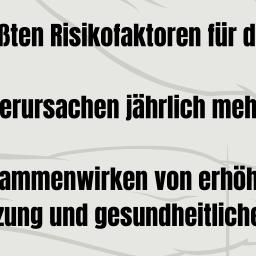 ßten Risikofaktoren für d
erursachen jährlich meh
ammenwirken von erhöh
zung und gesundheitliche